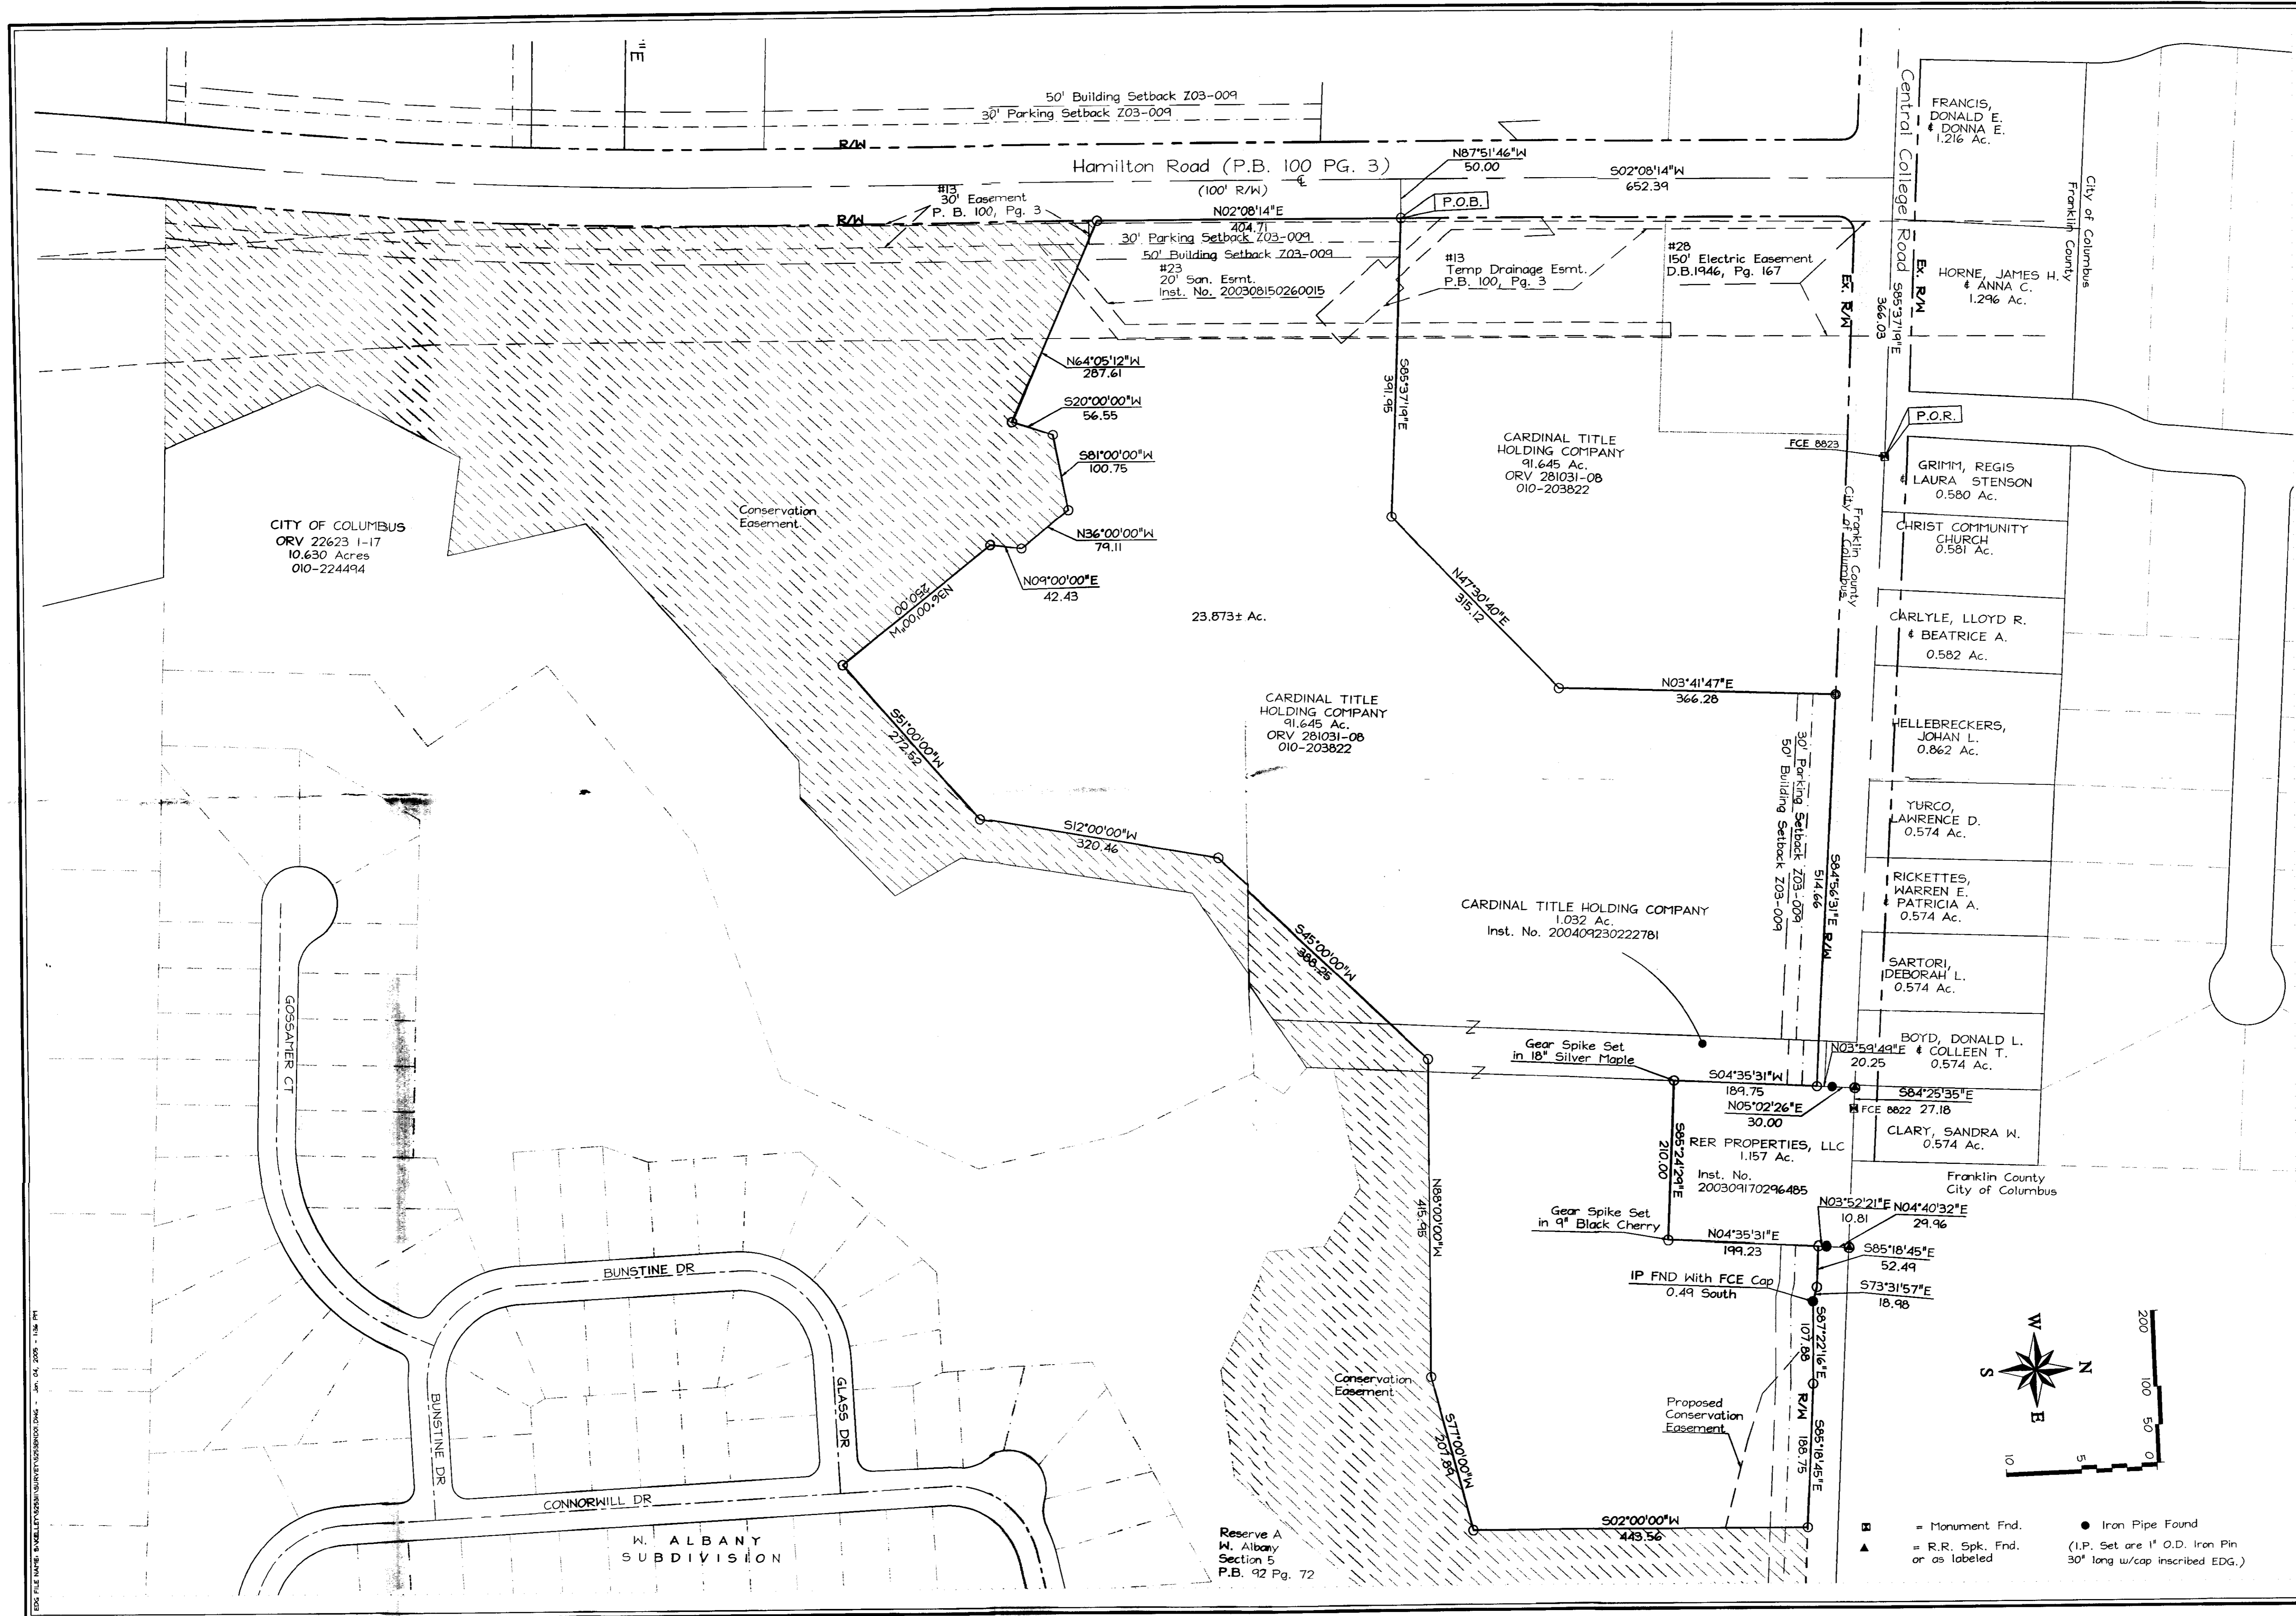 "E
50' Building Setback Z03-009
30' Parking Setback Z03-009
R/W
Hamilton Road (P.B. 100 PG. 3)
(100' R/W)
N87°51'46"W
50.00
S02°08'14"W
652.39
#13
30' Easement
P. B. 100, Pg. 3
R/W
N02°08'14"E
404.71
P.O.B.
30' Parking Setback Z03-009
50' Building Setback Z03-009
#23
20' San. Esmt.
Inst. No. 200308150260015
#13
Temp Drainage Esmt.
P.B. 100, Pg. 3
#28
150' Electric Easement
D.B.1946, Pg. 167
Central College Road
S85°37'19"E
366.03
Ex. R/W
Ex. R/W
FRANCIS,
DONALD E.
& DONNA E.
1.216 Ac.
City of Columbus
Franklin County
HORNE, JAMES H.
& ANNA C.
1.296 Ac.
N64°05'12"W
287.61
S20°00'00"W
56.55
S81°00'00"W
100.75
N36°00'00"W
79.11
N09°00'00"E
42.43
N36°00'00"W
250.00
S85°37'19"E
391.95
CARDINAL TITLE
HOLDING COMPANY
91.645 Ac.
ORV 281031-08
010-203822
P.O.R.
FCE 8823
GRIMM, REGIS
& LAURA STENSON
0.580 Ac.
CHRIST COMMUNITY
CHURCH
0.581 Ac.
Franklin County
City of Columbus
CITY OF COLUMBUS
ORV 22623 I-17
10.630 Acres
010-224494
Conservation
Easement
23.873± Ac.
N47°30'40"E
315.12
CARLYLE, LLOYD R.
& BEATRICE A.
0.582 Ac.
N03°41'47"E
366.28
CARDINAL TITLE
HOLDING COMPANY
91.645 Ac.
ORV 281031-08
010-203822
HELLEBRECKERS,
JOHAN L.
0.862 Ac.
30' Parking Setback Z03-009
50' Building Setback Z03-009
S51°00'00"W
272.52
S12°00'00"W
320.46
YURCO,
LAWRENCE D.
0.574 Ac.
S84°56'31"E
514.66
R/W
RICKETTES,
WARREN E.
& PATRICIA A.
0.574 Ac.
CARDINAL TITLE HOLDING COMPANY
1.032 Ac.
Inst. No. 200409230222781
S45°00'00"W
388.25
SARTORI,
DEBORAH L.
0.574 Ac.
GOSSAMER CT
Gear Spike Set
in 18" Silver Maple
BOYD, DONALD L.
& COLLEEN T.
0.574 Ac.
N03°59'49"E
20.25
S04°35'31"W
189.75
N05°02'26"E
30.00
S84°25'35"E
27.18
FCE 8822
CLARY, SANDRA W.
0.574 Ac.
S85°24'29"E
210.00
RER PROPERTIES, LLC
1.157 Ac.
Inst. No.
200309170296485
Franklin County
City of Columbus
N88°00'00"W
415.95
N03°52'21"E
10.81
N04°40'32"E
29.96
Gear Spike Set
in 9" Black Cherry
N04°35'31"E
199.23
S85°18'45"E
52.49
IP FND With FCE Cap
0.49 South
S73°31'57"E
18.98
BUNSTINE DR
S87°22'16"E
107.88
Conservation
Easement
S77°00'00"W
207.89
Proposed
Conservation
Easement
R/W
S85°18'45"E
188.75
BUNSTINE DR
GLASS DR
CONNORWILL DR
W. ALBANY
SUBDIVISION
Reserve A
W. Albany
Section 5
P.B. 92 Pg. 72
S02°00'00"W
443.56
W
N
S
E
200
100
50
0
5
10
= Monument Fnd.
= R.R. Spk. Fnd.
or as labeled
Iron Pipe Found
(I.P. Set are 1" O.D. Iron Pin
30" long w/cap inscribed EDG.)